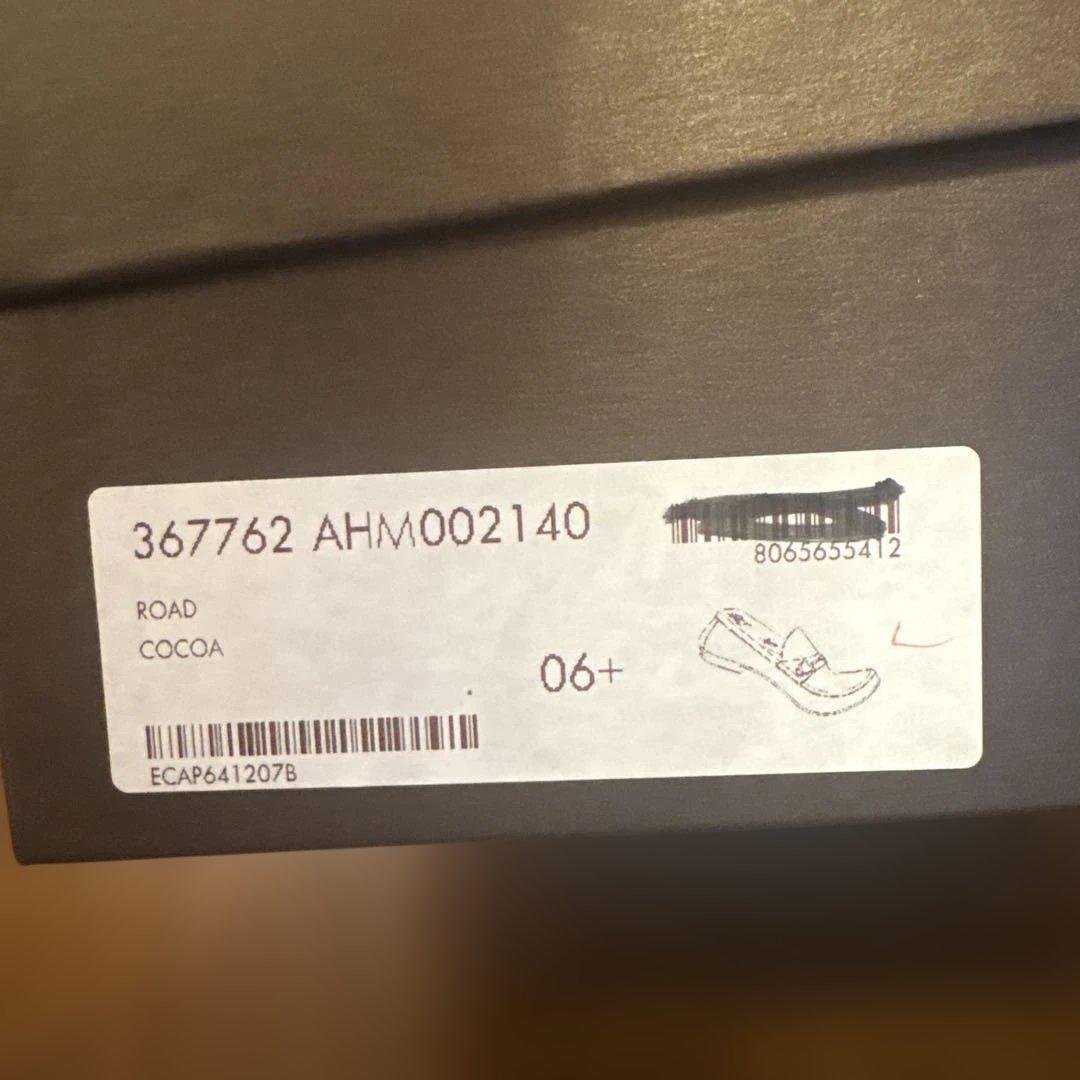 367762 AHM002140
8065655412
ROAD
COCOA
06+
ECAP641207B